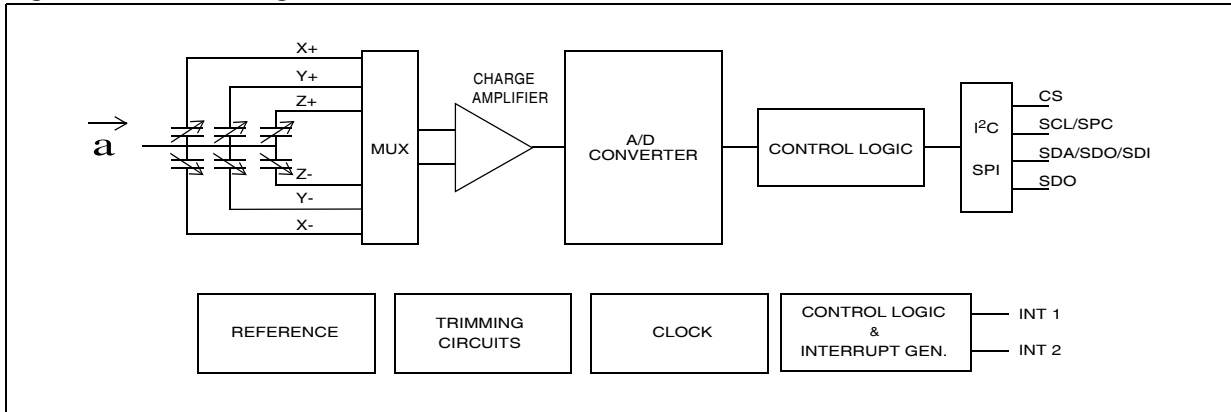 X+
Y+
Z+
a
Z-
Y-
X-
MUX
CHARGE
AMPLIFIER
A/D
CONVERTER
CONTROL LOGIC
I²C
SPI
CS
SCL/SPC
SDA/SDO/SDI
SDO
REFERENCE
TRIMMING
CIRCUITS
CLOCK
CONTROL LOGIC
&
INTERRUPT GEN.
INT 1
INT 2